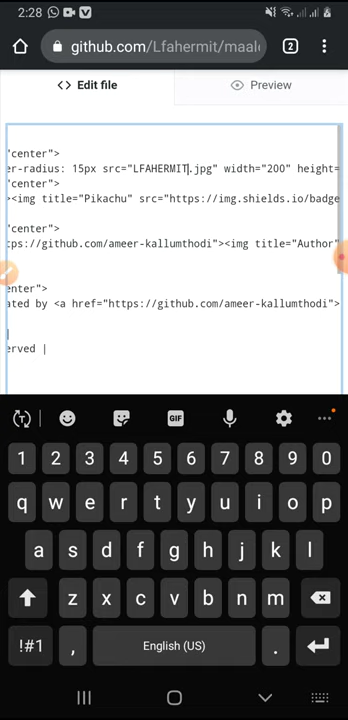 2:28
github.com/Lfahermit/maal
2
Edit file
Preview
"center">
er-radius: 15px src="LFAHERMIT.jpg" width="200" height=
"center">
><img title="Pikachu" src="https://img.shields.io/badge
"center">
tps://github.com/ameer-kallumthodi"><img title="Author"
enter">
ated by <a href="https://github.com/ameer-kallumthodi">
|
erved |
T
GIF
1 2 3 4 5 6 7 8 9 0
q w e r t y u i o p
a s d f g h j k l
z x c v b n m
!#1 , English (US) .